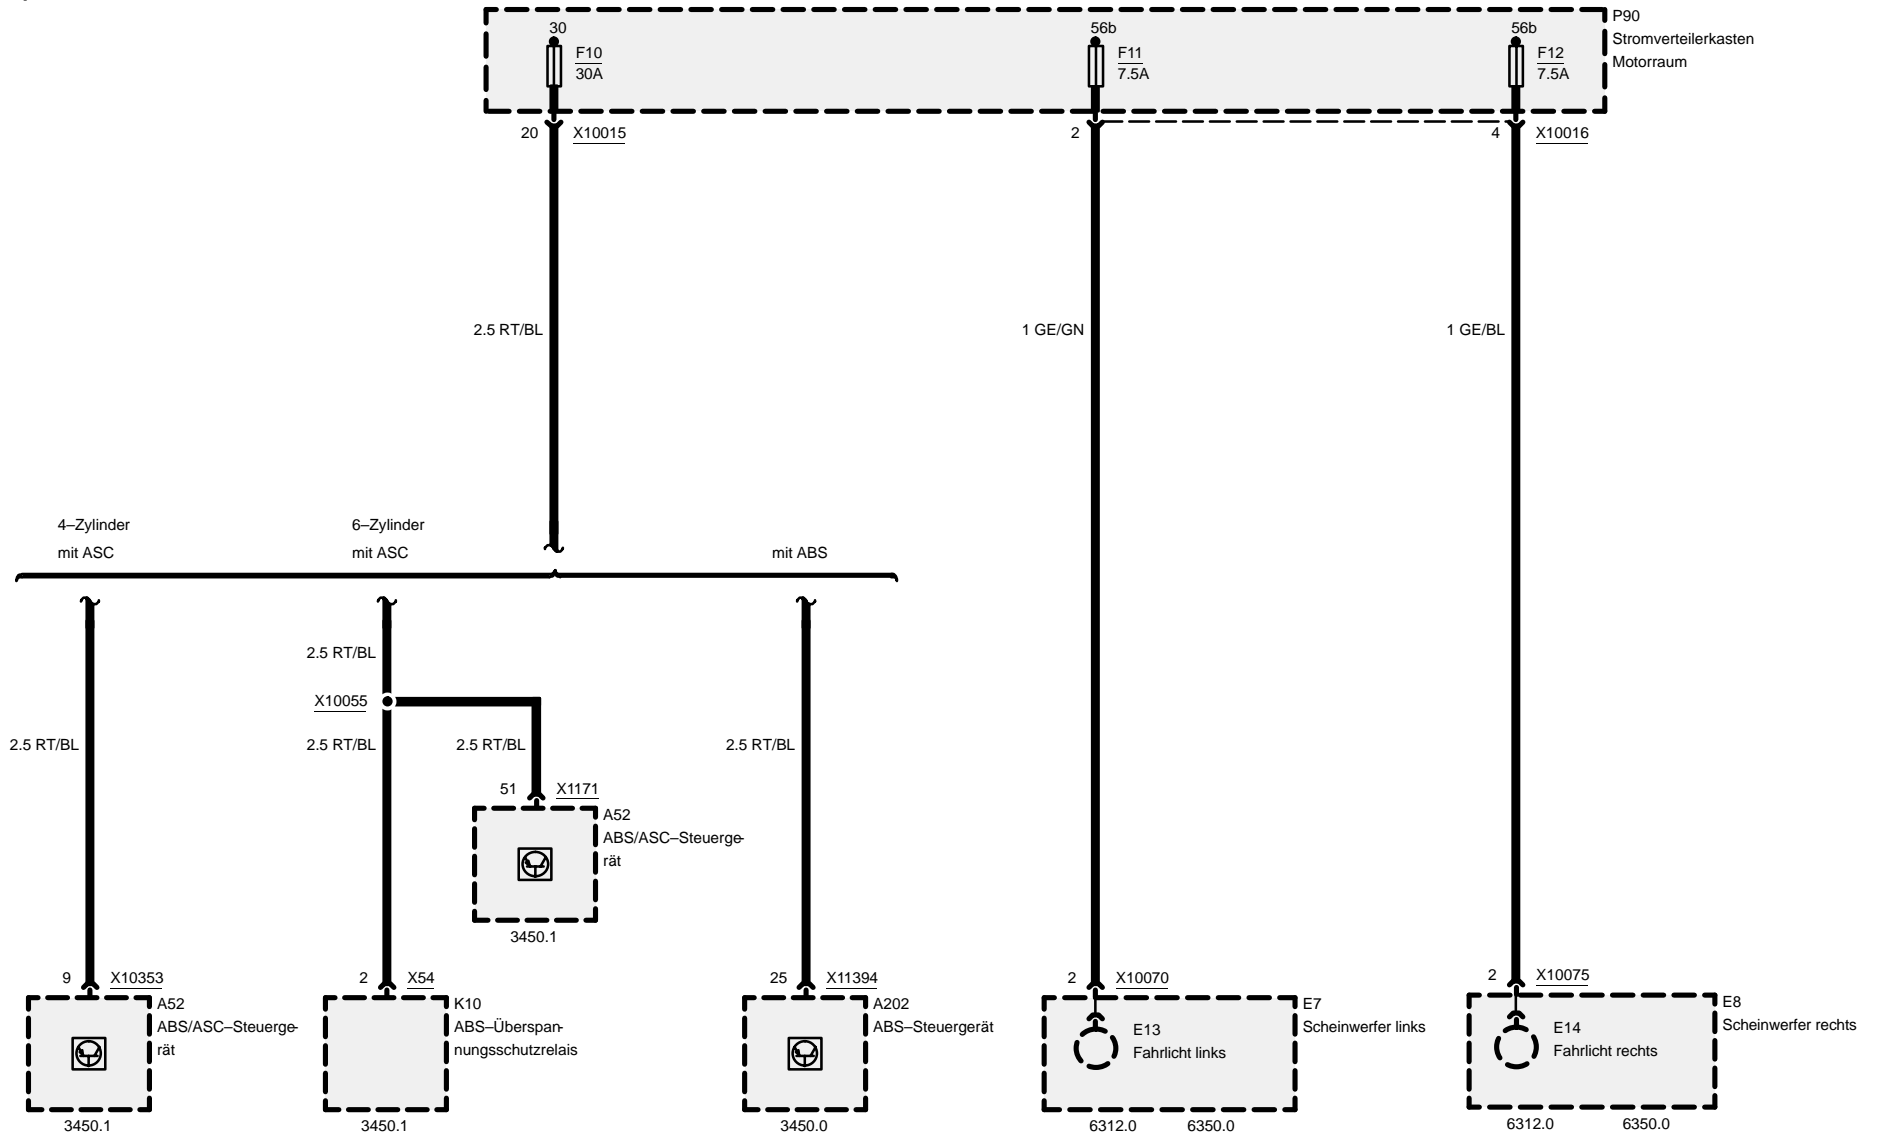 P90
Stromverteilerkasten
Motorraum
30
F10
30A
56b
F11
7.5A
56b
F12
7.5A
20 X10015
2
4 X10016
2.5 RT/BL
1 GE/GN
1 GE/BL
4–Zylinder
mit ASC
6–Zylinder
mit ASC
mit ABS
2.5 RT/BL
X10055
2.5 RT/BL
2.5 RT/BL
2.5 RT/BL
2.5 RT/BL
51 X1171
A52
ABS/ASC–Steuerge-
rät
3450.1
9 X10353
A52
ABS/ASC–Steuerge-
rät
3450.1
2 X54
K10
ABS–Überspan-
nungsschutzrelais
3450.1
25 X11394
A202
ABS–Steuergerät
3450.0
2 X10070
E7
Scheinwerfer links
E13
Fahrlicht links
6312.0 6350.0
2 X10075
E8
Scheinwerfer rechts
E14
Fahrlicht rechts
6312.0 6350.0